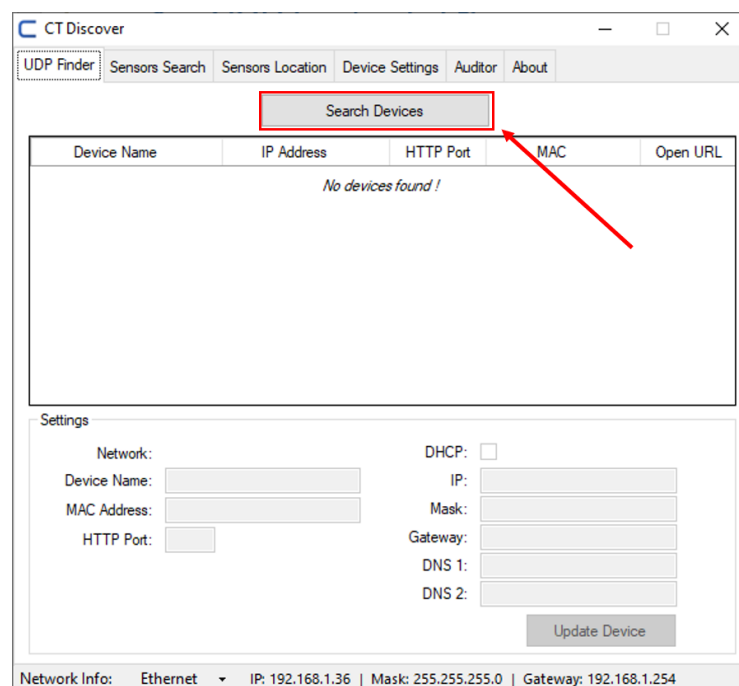 CT Discover
UDP Finder Sensors Search Sensors Location Device Settings Auditor About
Search Devices
Device Name IP Address HTTP Port MAC Open URL
No devices found !
Settings
Network:
Device Name:
MAC Address:
HTTP Port:
DHCP:
IP:
Mask:
Gateway:
DNS 1:
DNS 2:
Update Device
Network Info: Ethernet IP: 192.168.1.36 | Mask: 255.255.255.0 | Gateway: 192.168.1.254